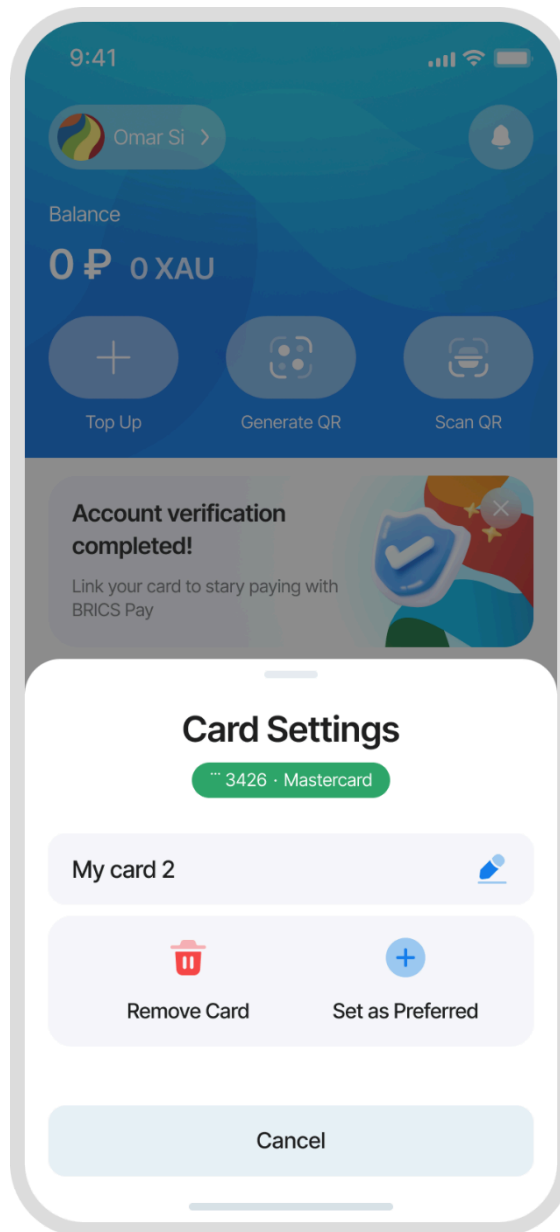 9:41
Omar Si
Balance
0 ₽ 0 XAU
Top Up Generate QR Scan QR
Account verification
completed!
Link your card to stary paying with
BRICS Pay
Card Settings
··· 3426 · Mastercard
My card 2
Remove Card Set as Preferred
Cancel